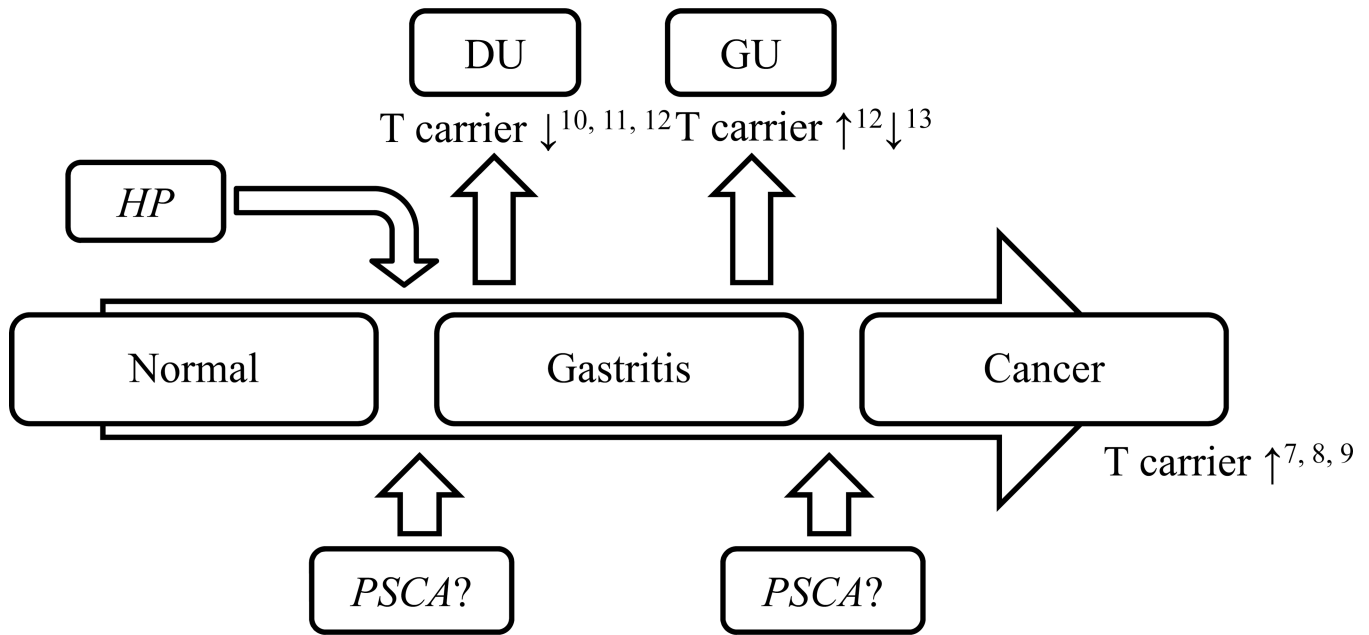 DU GU
T carrier ↓10, 11, 12 T carrier ↑12↓13
HP
Normal Gastritis Cancer
T carrier ↑7, 8, 9
PSCA? PSCA?